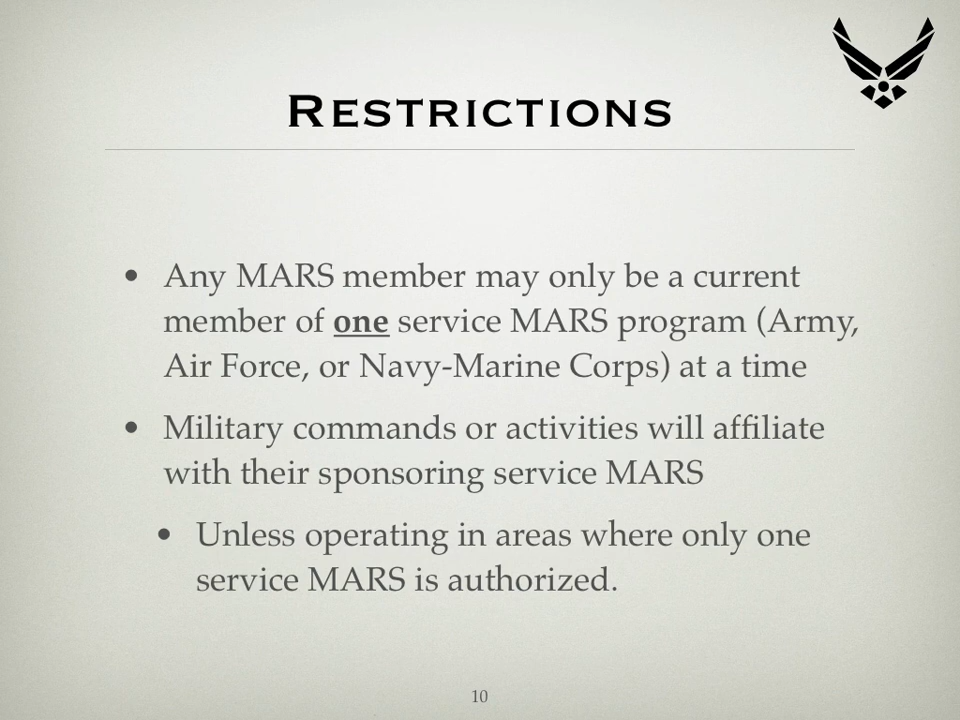 Restrictions
• Any MARS member may only be a current
member of one service MARS program (Army,
Air Force, or Navy-Marine Corps) at a time
• Military commands or activities will affiliate
with their sponsoring service MARS
• Unless operating in areas where only one
service MARS is authorized.
10